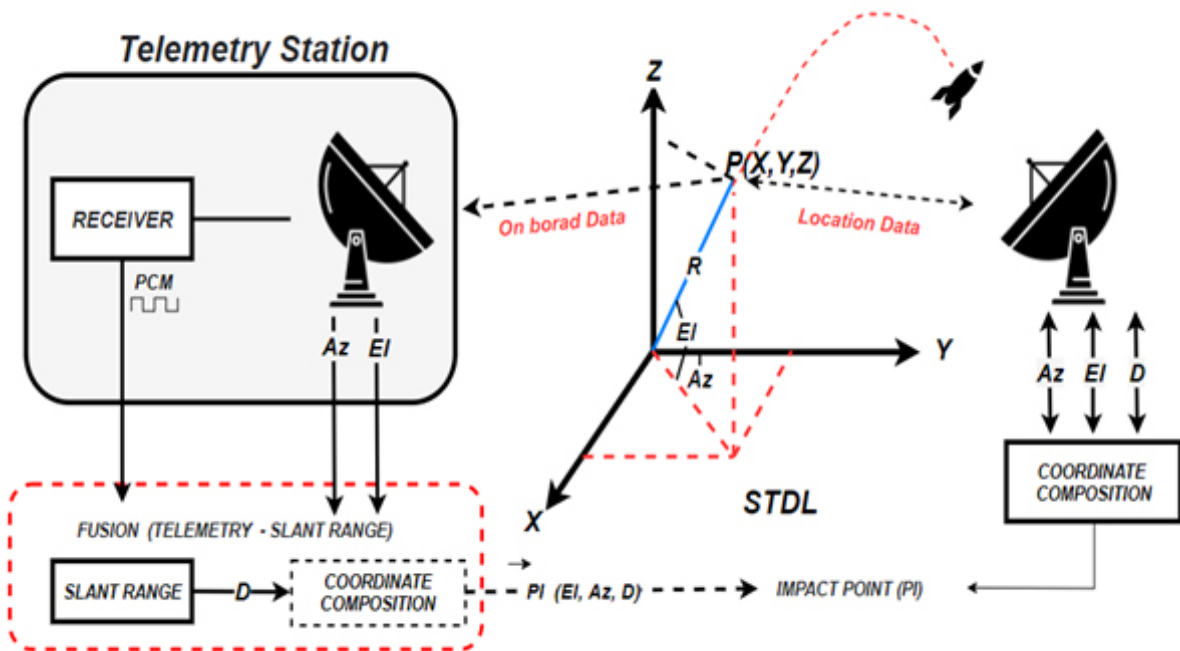 Telemetry Station
RECEIVER
PCM
Az
El
On borad Data
Z
P(X,Y,Z)
Location Data
R
El
Az
Y
X
STDL
Az
El
D
COORDINATE
COMPOSITION
FUSION (TELEMETRY - SLANT RANGE)
SLANT RANGE
D
COORDINATE
COMPOSITION
PI (El, Az, D)
IMPACT POINT (PI)